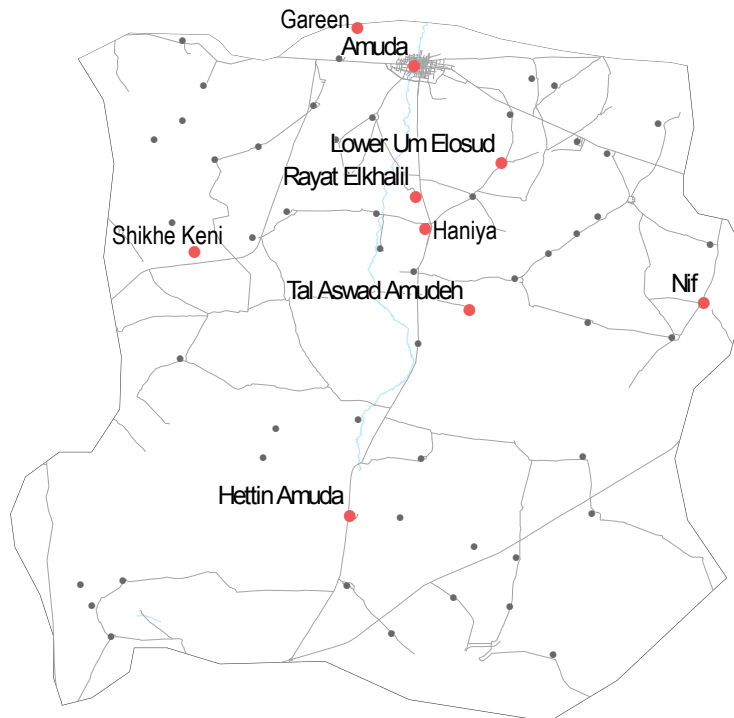 Gareen
Amuda
Lower Um Elosud
Rayat Elkhalil
Shikhe Keni
Haniya
Tal Aswad Amudeh
Nif
Hettin Amuda